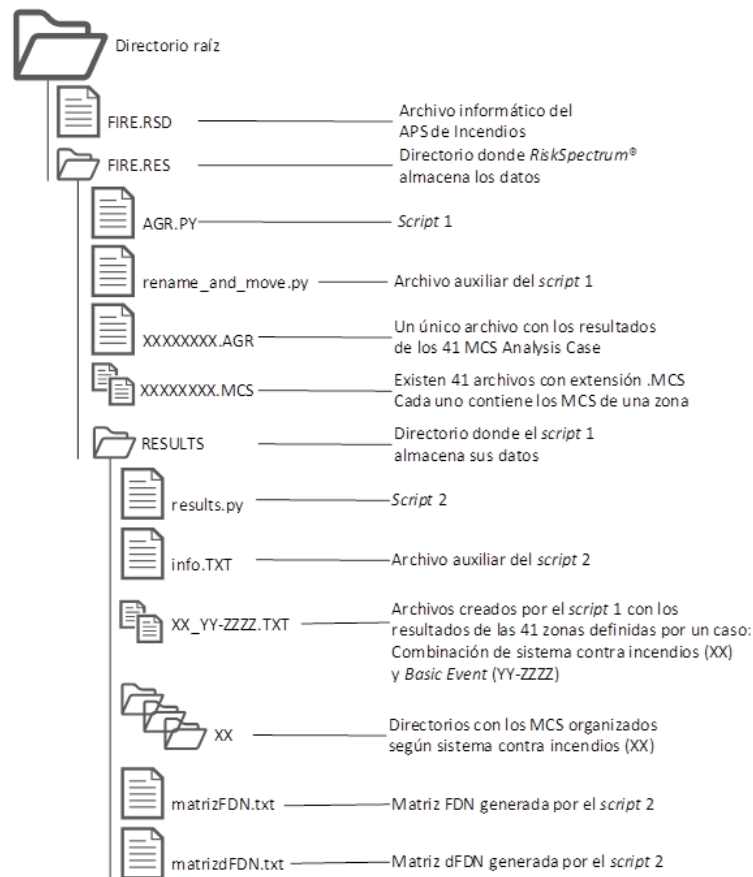 Directorio raíz
FIRE.RSD
Archivo informático del
APS de Incendios
FIRE.RES
Directorio donde RiskSpectrum®
almacena los datos
AGR.PY
Script 1
rename_and_move.py
Archivo auxiliar del script 1
XXXXXXXX.AGR
Un único archivo con los resultados
de los 41 MCS Analysis Case
XXXXXXXX.MCS
Existen 41 archivos con extensión .MCS
Cada uno contiene los MCS de una zona
RESULTS
Directorio donde el script 1
almacena sus datos
results.py
Script 2
info.TXT
Archivo auxiliar del script 2
XX_YY-ZZZZ.TXT
Archivos creados por el script 1 con los
resultados de las 41 zonas definidas por un caso:
Combinación de sistema contra incendios (XX)
y Basic Event (YY-ZZZZ)
XX
Directorios con los MCS organizados
según sistema contra incendios (XX)
matrizFDN.txt
Matriz FDN generada por el script 2
matrizdFDN.txt
Matriz dFDN generada por el script 2